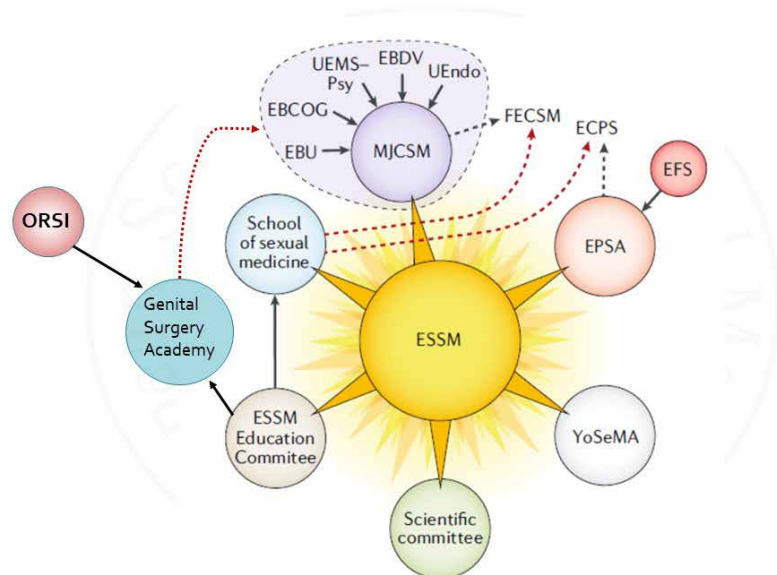 EBDV
UEMS–
Psy
UEndo
EBCOG
FECSM
ECPS
EBU
MJCSM
EFS
ORSI
School
of sexual
medicine
EPSA
Genital
Surgery
Academy
ESSM
ESSM
Education
Commitee
YoSeMA
Scientific
committee